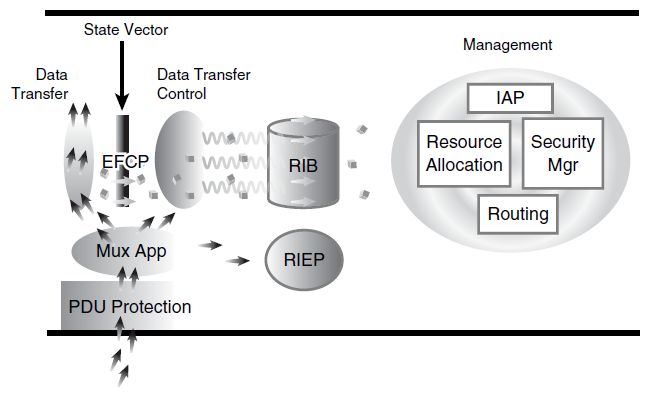 State Vector
Management
Data
Transfer
Data Transfer
Control
IAP
EFCP
RIB
Resource
Allocation
Security
Mgr
Routing
Mux App
RIEP
PDU Protection